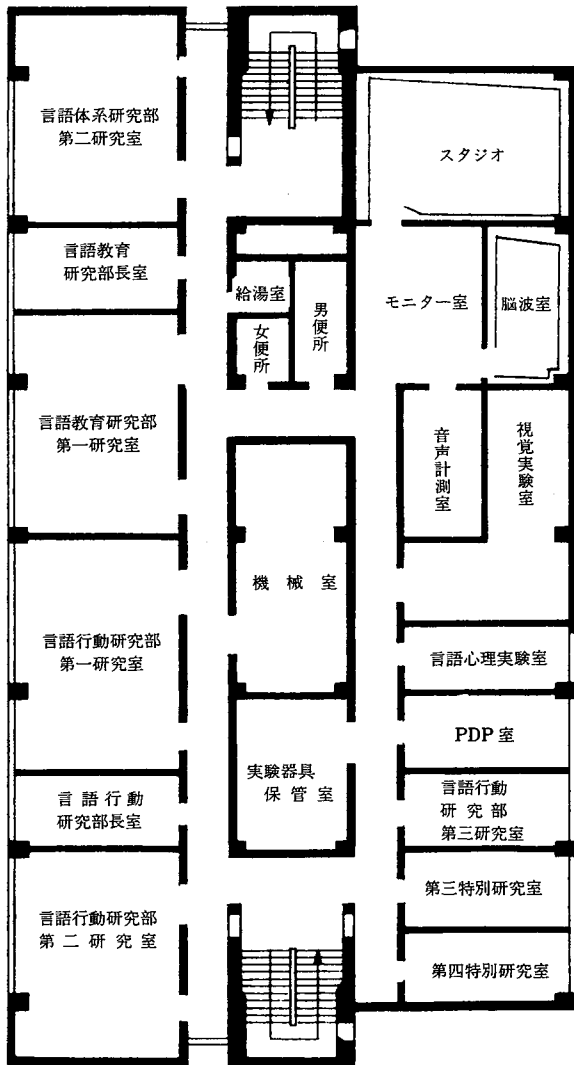 言語体系研究部
第二研究室
スタジオ
言語教育
研究部長室
給湯室
男便所
女便所
モニター室
脳波室
言語教育研究部
第一研究室
音声計測室
視覚実験室
機械室
言語行動研究部
第一研究室
言語心理実験室
PDP室
実験器具
保管室
言語行動
研究部長室
言語行動
研究部
第三研究室
第三特別研究室
言語行動研究部
第二研究室
第四特別研究室